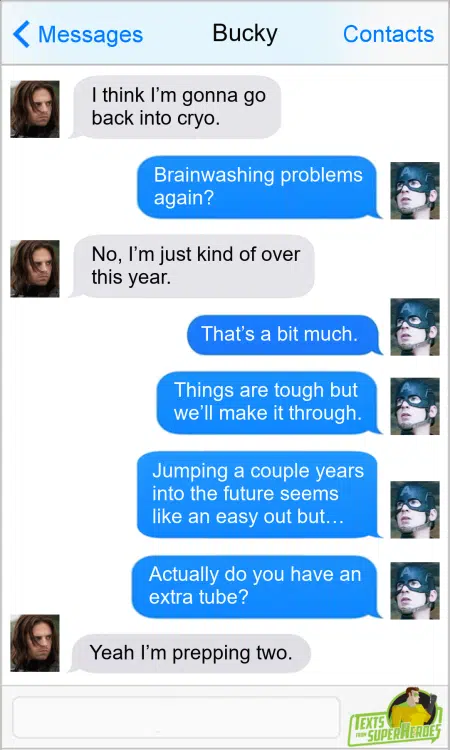 Messages Bucky Contacts
I think I’m gonna go
back into cryo.
Brainwashing problems
again?
No, I’m just kind of over
this year.
That’s a bit much.
Things are tough but
we’ll make it through.
Jumping a couple years
into the future seems
like an easy out but…
Actually do you have an
extra tube?
Yeah I’m prepping two.
TEXTS
FROM SUPERHEROES